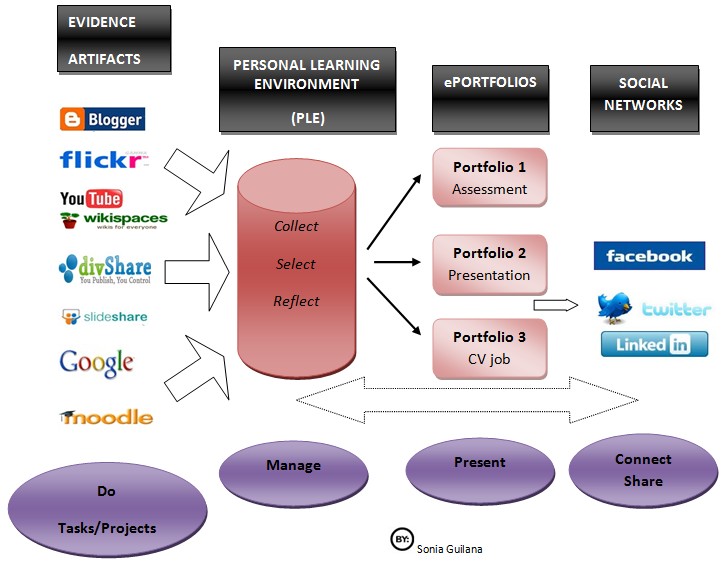 EVIDENCE
ARTIFACTS
PERSONAL LEARNING
ENVIRONMENT
(PLE)
ePORTFOLIOS
SOCIAL
NETWORKS
Blogger
flickr
YouTube
wikispaces
wikis for everyone
divShare
You Publish, You Control
slideshare
Google
moodle
Collect
Select
Reflect
Portfolio 1
Assessment
Portfolio 2
Presentation
Portfolio 3
CV job
facebook
twitter
Linked in
Do
Tasks/Projects
Manage
Present
Connect
Share
BY:
Sonia Guilana